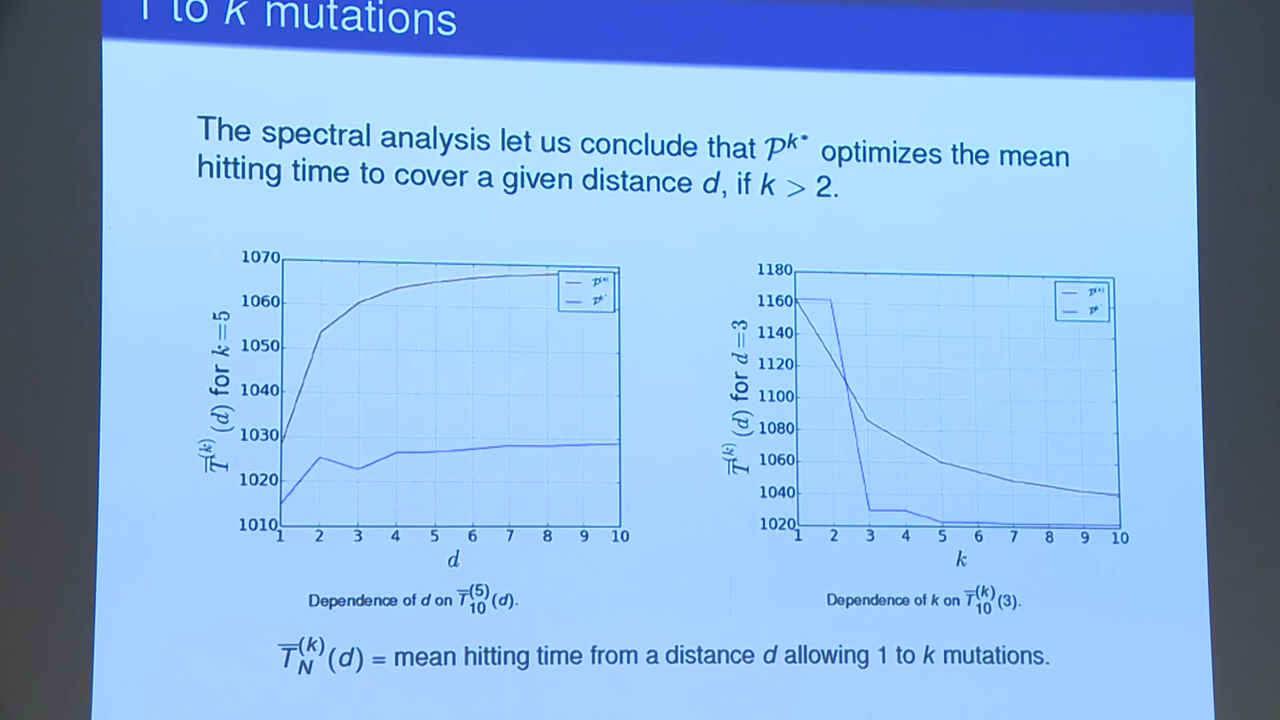 1 to k mutations
The spectral analysis let us conclude that 𝒫ᵏ* optimizes the mean
hitting time to cover a given distance d, if k > 2.
T̅⁽ᵏ⁾(d) for k=5
1070
1060
1050
1040
1030
1020
1010
1 2 3 4 5 6 7 8 9 10
d
Dependence of d on T̅₁₀⁽⁵⁾(d).
T̅⁽ᵏ⁾(d) for d=3
1180
1160
1140
1120
1100
1080
1060
1040
1020
1 2 3 4 5 6 7 8 9 10
k
Dependence of k on T̅₁₀⁽ᵏ⁾(3).
T̅_N⁽ᵏ⁾(d) = mean hitting time from a distance d allowing 1 to k mutations.